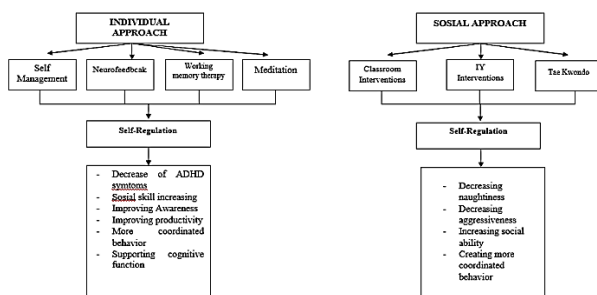 INDIVIDUAL
APPROACH
Self
Management
Neurofeedbcak
Working
memory therapy
Meditation
Self-Regulation
- Decrease of ADHD
symtoms
- Sosial skill increasing
- Improving Awareness
- Improving productivity
- More coordinated
behavior
- Supporting cognitive
function
SOSIAL APPROACH
Classroom
Interventions
IY
Interventions
Tae Kwondo
Self-Regulation
- Decreasing
naughtiness
- Decreasing
aggressiveness
- Increasing social
ability
- Creating more
coordinated
behavior